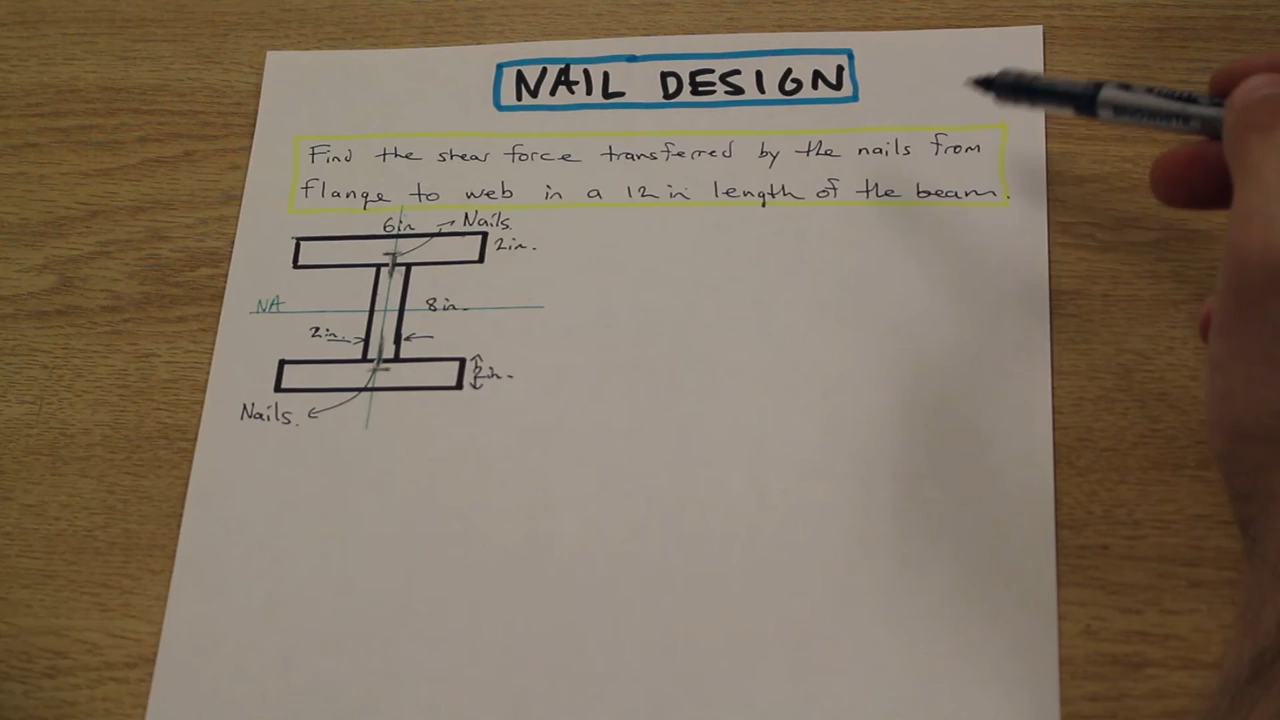 NAIL DESIGN
Find the shear force transferred by the nails from
flange to web in a 12 in length of the beam.
6in
Nails.
2in.
NA
8in.
2in.
2in.
Nails.